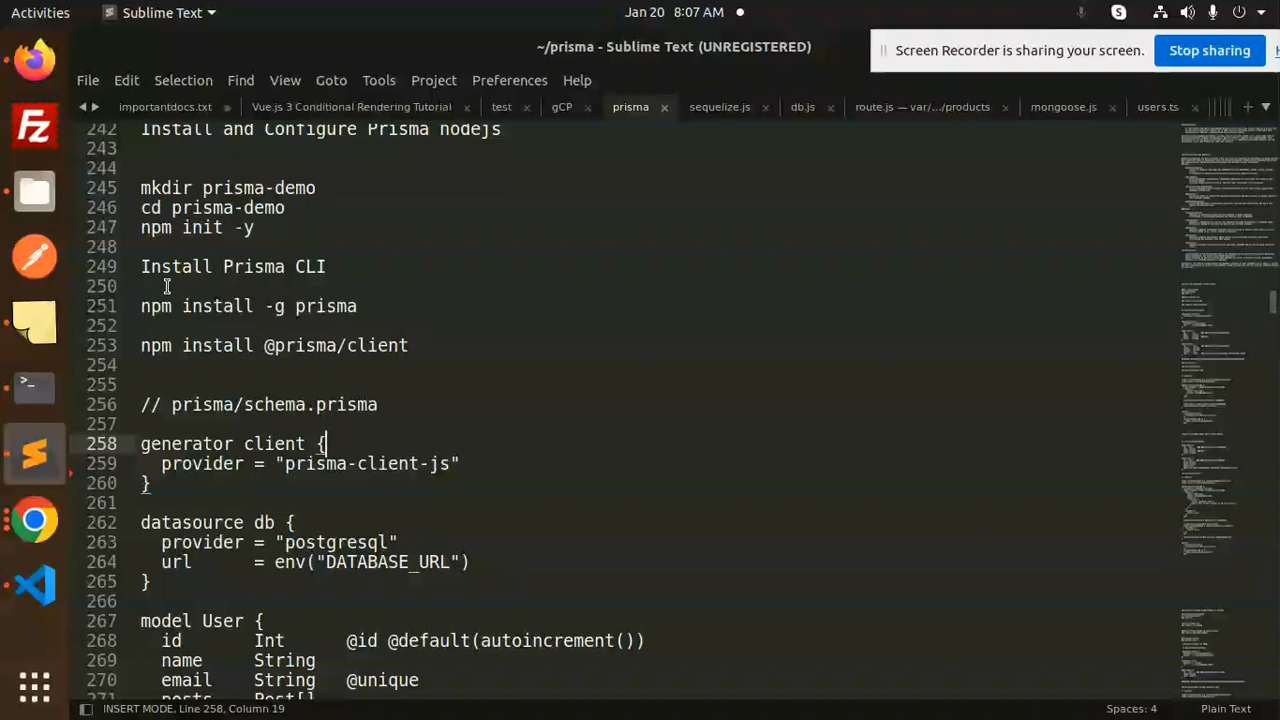 Activities
Sublime Text
Jan 20 8:07 AM
~/prisma - Sublime Text (UNREGISTERED)
Screen Recorder is sharing your screen.
Stop sharing
File Edit Selection Find View Goto Tools Project Preferences Help
importantdocs.txt
Vue.js 3 Conditional Rendering Tutorial
test
gCP
prisma
sequelize.js
db.js
route.js — var/.../products
mongoose.js
users.ts
242 Install and Configure Prisma nodejs
243
244
245 mkdir prisma-demo
246 cd prisma-demo
247 npm init -y
248
249 Install Prisma CLI
250
251 npm install -g prisma
252
253 npm install @prisma/client
254
255
256 // prisma/schema.prisma
257
258 generator client {
259 provider = "prisma-client-js"
260 }
261
262 datasource db {
263 provider = "postgresql"
264 url = env("DATABASE_URL")
265 }
266
267 model User {
268 id Int @id @default(autoincrement())
269 name String
270 email String @unique
271 posts Post[]
INSERT MODE, Line 258, Column 19
Spaces: 4
Plain Text